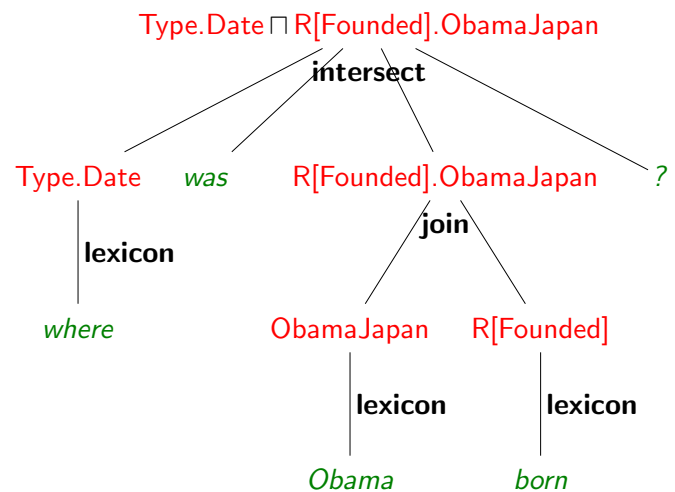 Type.Date ⊓ R[Founded].ObamaJapan
intersect
Type.Date was R[Founded].ObamaJapan ?
join
lexicon
where ObamaJapan R[Founded]
lexicon lexicon
Obama born